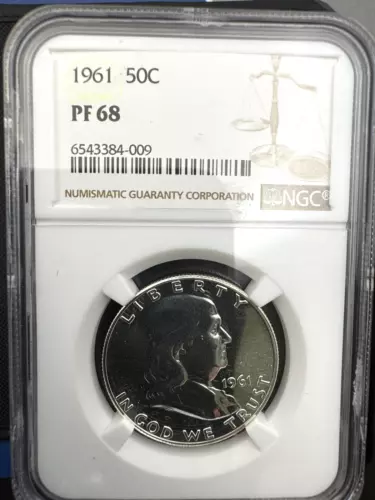 1961 50C
PF 68
6543384-009
NUMISMATIC GUARANTY CORPORATION
NGC®
LIBERTY
1961
IN GOD WE TRUST